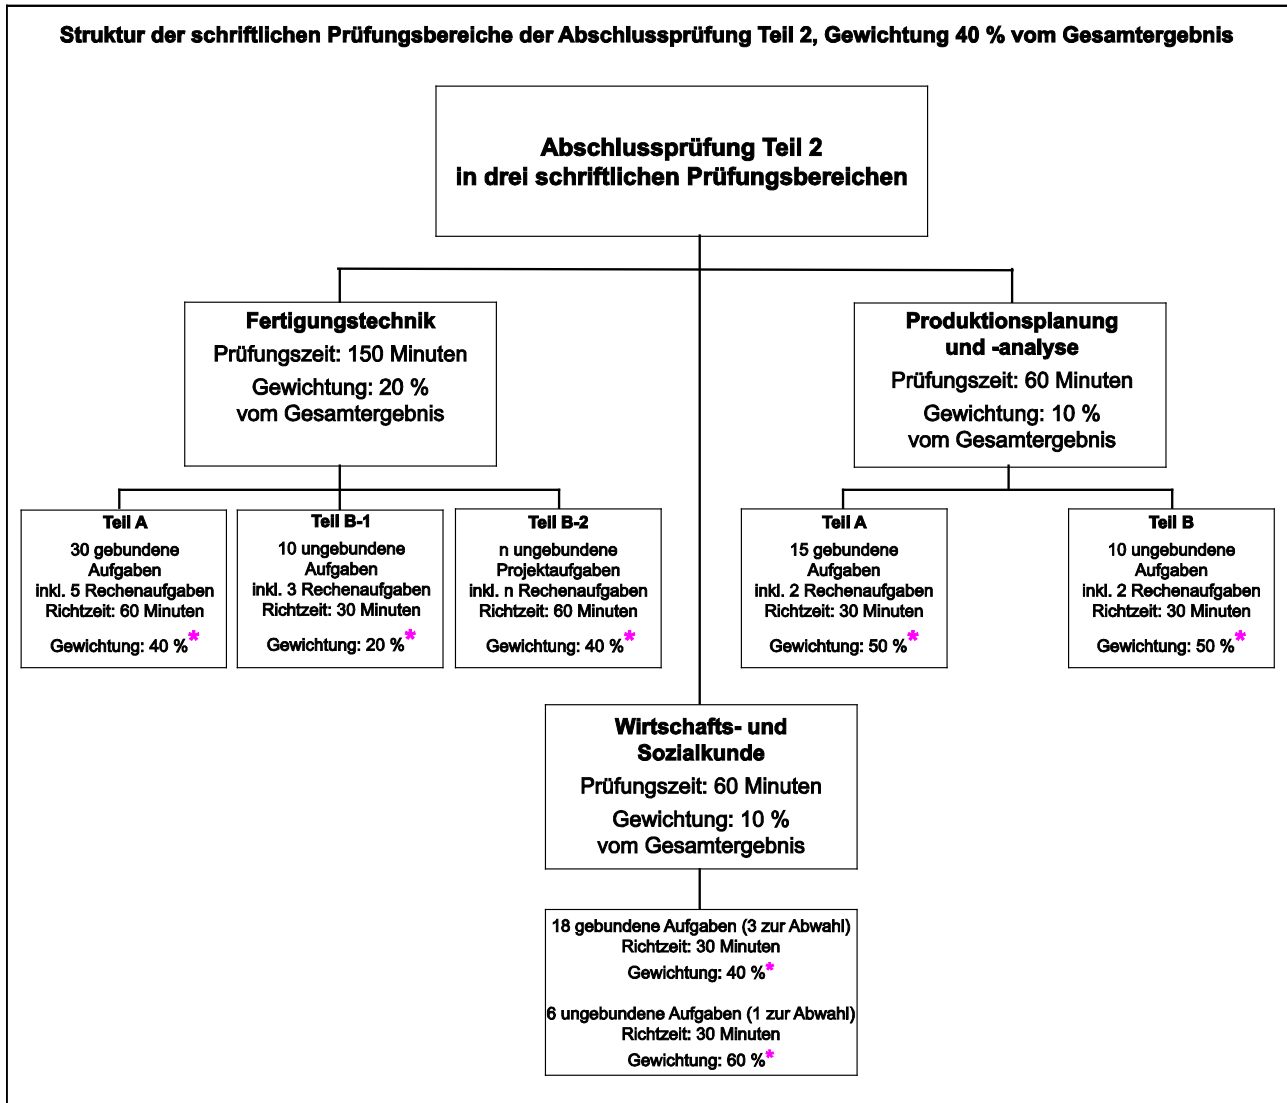 Struktur der schriftlichen Prüfungsbereiche der Abschlussprüfung Teil 2, Gewichtung 40 % vom Gesamtergebnis
Abschlussprüfung Teil 2
in drei schriftlichen Prüfungsbereichen
Fertigungstechnik
Prüfungszeit: 150 Minuten
Gewichtung: 20 %
vom Gesamtergebnis
Produktionsplanung
und -analyse
Prüfungszeit: 60 Minuten
Gewichtung: 10 %
vom Gesamtergebnis
Teil A
30 gebundene
Aufgaben
inkl. 5 Rechenaufgaben
Richtzeit: 60 Minuten
Gewichtung: 40 %*
Teil B-1
10 ungebundene
Aufgaben
inkl. 3 Rechenaufgaben
Richtzeit: 30 Minuten
Gewichtung: 20 %*
Teil B-2
n ungebundene
Projektaufgaben
inkl. n Rechenaufgaben
Richtzeit: 60 Minuten
Gewichtung: 40 %*
Teil A
15 gebundene
Aufgaben
inkl. 2 Rechenaufgaben
Richtzeit: 30 Minuten
Gewichtung: 50 %*
Teil B
10 ungebundene
Aufgaben
inkl. 2 Rechenaufgaben
Richtzeit: 30 Minuten
Gewichtung: 50 %*
Wirtschafts- und
Sozialkunde
Prüfungszeit: 60 Minuten
Gewichtung: 10 %
vom Gesamtergebnis
18 gebundene Aufgaben (3 zur Abwahl)
Richtzeit: 30 Minuten
Gewichtung: 40 %*
6 ungebundene Aufgaben (1 zur Abwahl)
Richtzeit: 30 Minuten
Gewichtung: 60 %*